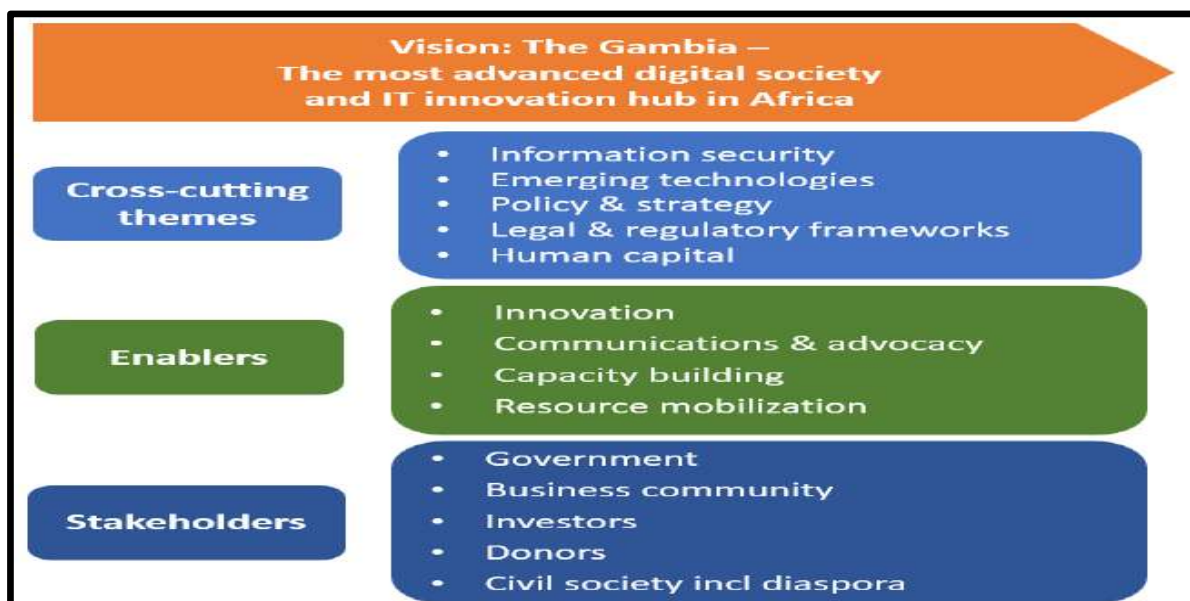 Vision: The Gambia –
The most advanced digital society
and IT innovation hub in Africa
Cross-cutting
themes
• Information security
• Emerging technologies
• Policy & strategy
• Legal & regulatory frameworks
• Human capital
Enablers
• Innovation
• Communications & advocacy
• Capacity building
• Resource mobilization
Stakeholders
• Government
• Business community
• Investors
• Donors
• Civil society incl diaspora